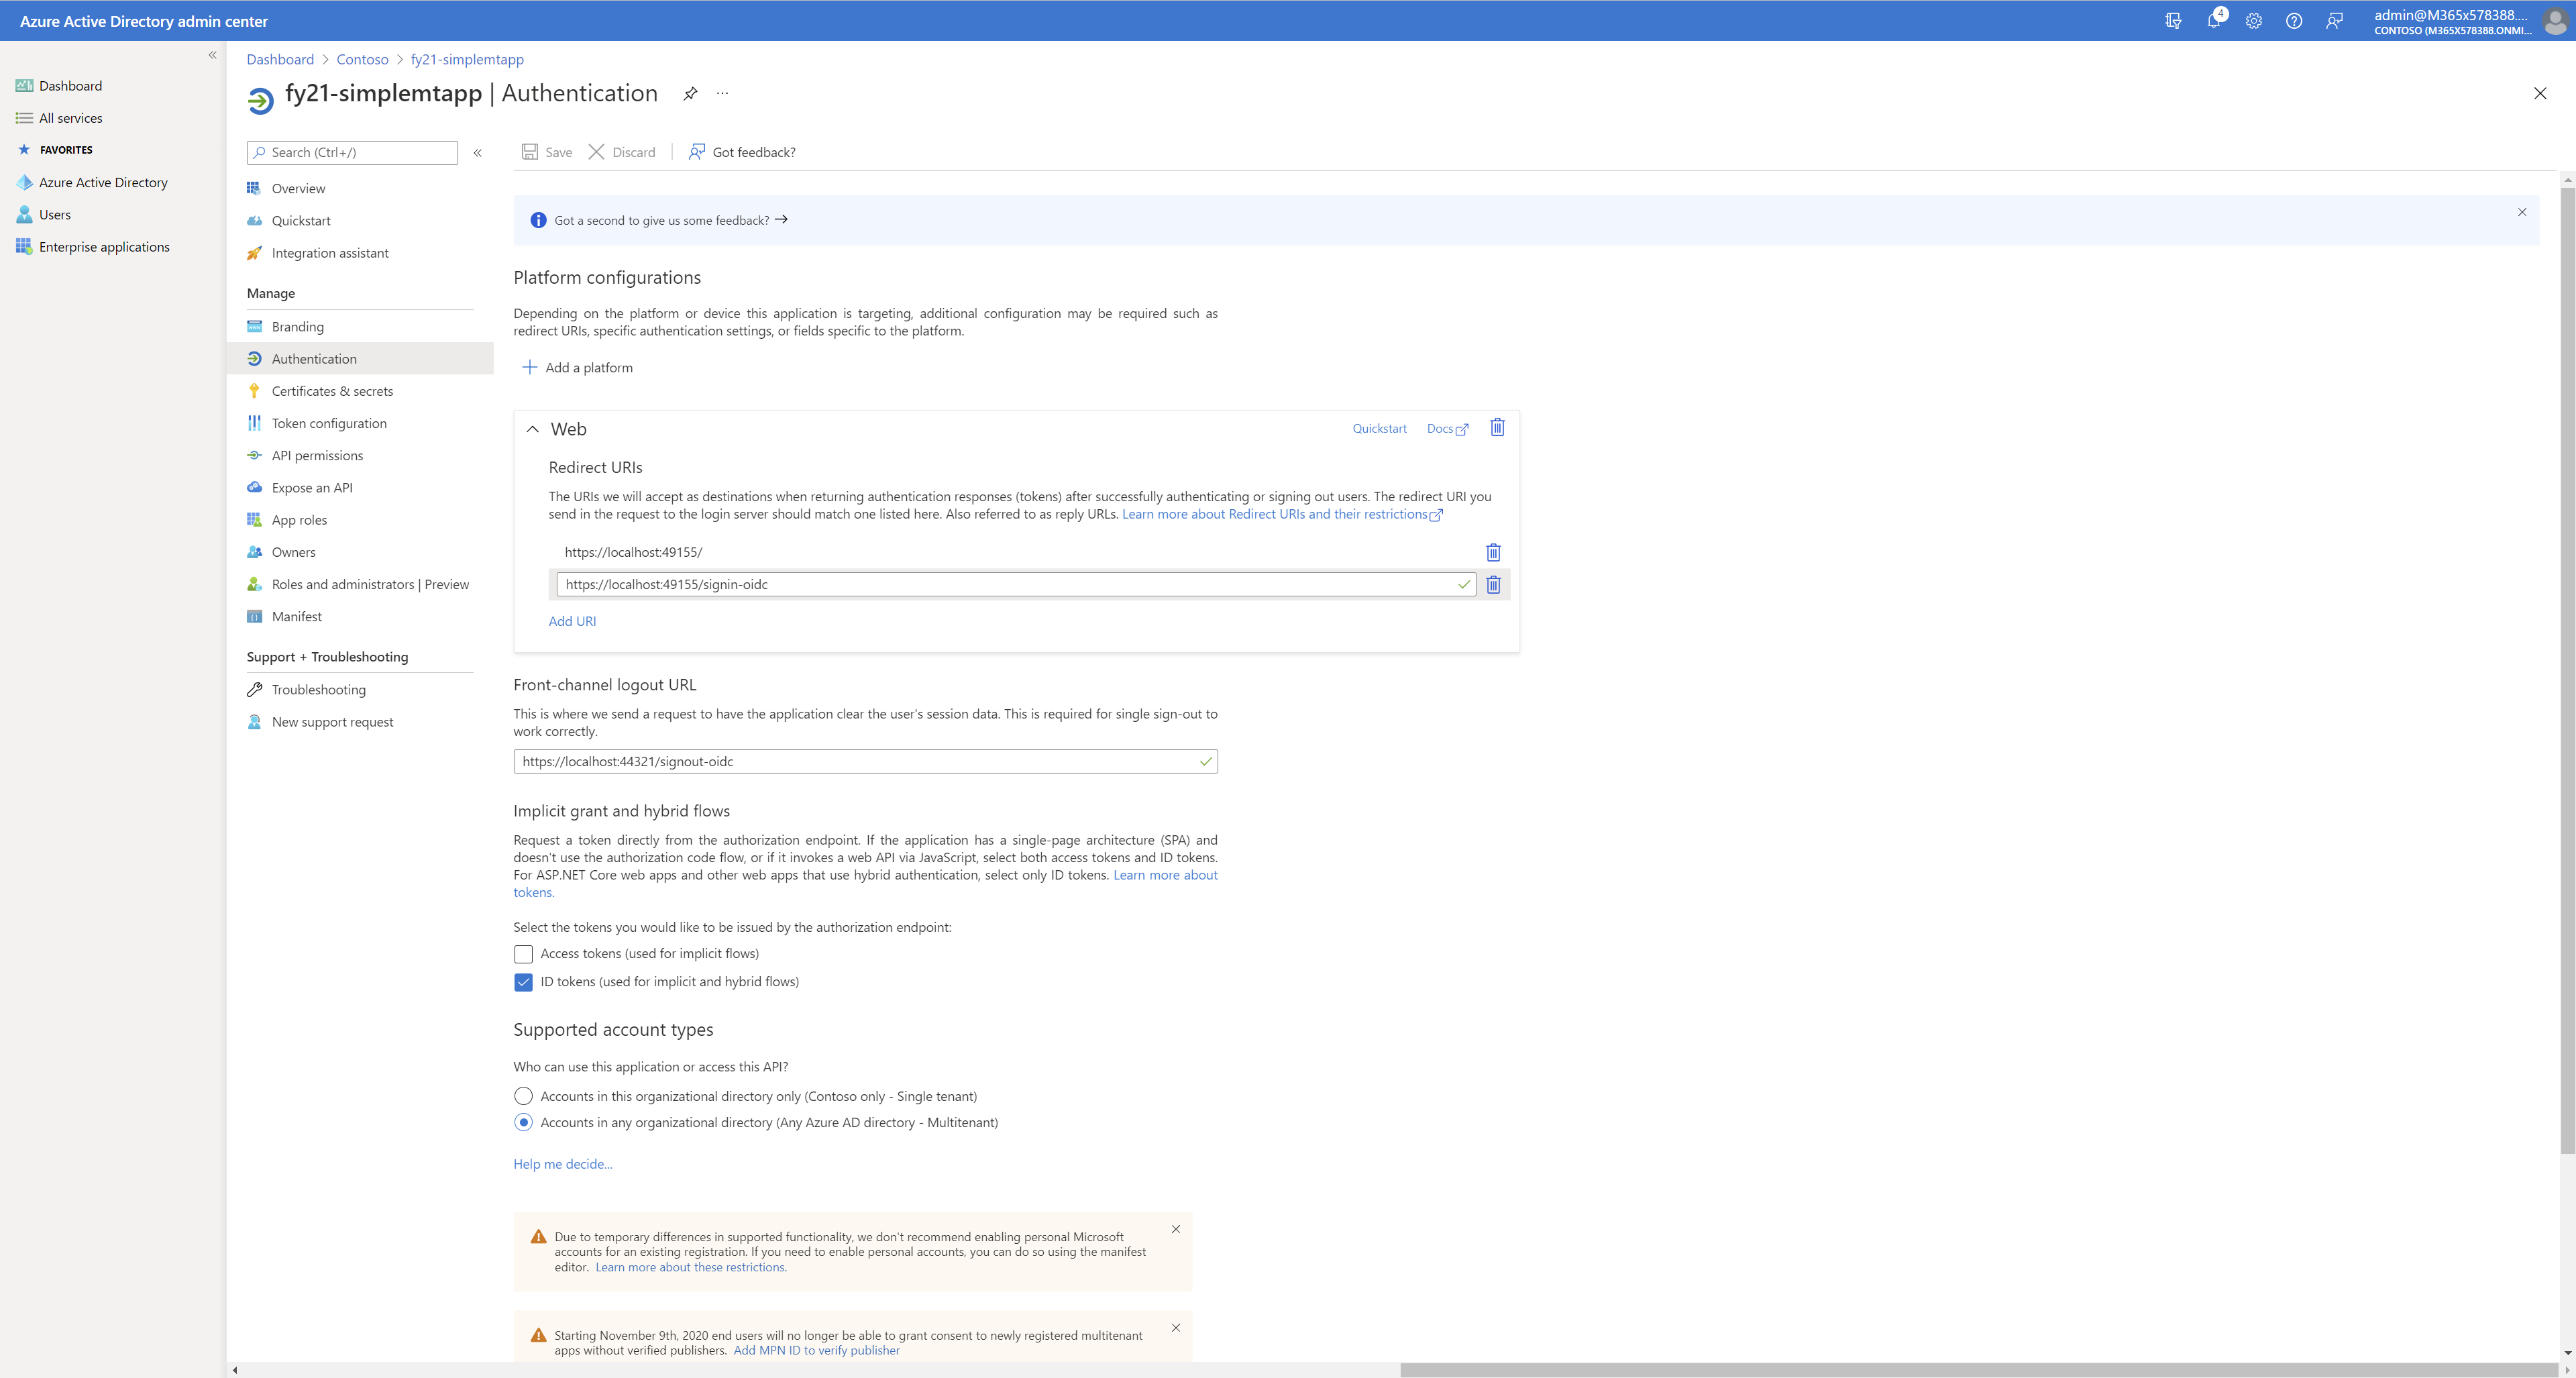 Azure Active Directory admin center
4
admin@M365x578388....
CONTOSO (M365X578388.ONMI...
Dashboard
All services
FAVORITES
Azure Active Directory
Users
Enterprise applications
Dashboard > Contoso > fy21-simplemtapp
fy21-simplemtapp | Authentication
...
Search (Ctrl+/)
Overview
Quickstart
Integration assistant
Manage
Branding
Authentication
Certificates & secrets
Token configuration
API permissions
Expose an API
App roles
Owners
Roles and administrators | Preview
Manifest
Support + Troubleshooting
Troubleshooting
New support request
Save Discard Got feedback?
Got a second to give us some feedback? →
Platform configurations
Depending on the platform or device this application is targeting, additional configuration may be required such as
redirect URIs, specific authentication settings, or fields specific to the platform.
Add a platform
Web Quickstart Docs
Redirect URIs
The URIs we will accept as destinations when returning authentication responses (tokens) after successfully authenticating or signing out users. The redirect URI you
send in the request to the login server should match one listed here. Also referred to as reply URLs. Learn more about Redirect URIs and their restrictions
https://localhost:49155/
https://localhost:49155/signin-oidc
Add URI
Front-channel logout URL
This is where we send a request to have the application clear the user's session data. This is required for single sign-out to
work correctly.
https://localhost:44321/signout-oidc
Implicit grant and hybrid flows
Request a token directly from the authorization endpoint. If the application has a single-page architecture (SPA) and
doesn't use the authorization code flow, or if it invokes a web API via JavaScript, select both access tokens and ID tokens.
For ASP.NET Core web apps and other web apps that use hybrid authentication, select only ID tokens. Learn more about
tokens.
Select the tokens you would like to be issued by the authorization endpoint:
Access tokens (used for implicit flows)
ID tokens (used for implicit and hybrid flows)
Supported account types
Who can use this application or access this API?
Accounts in this organizational directory only (Contoso only - Single tenant)
Accounts in any organizational directory (Any Azure AD directory - Multitenant)
Help me decide...
Due to temporary differences in supported functionality, we don't recommend enabling personal Microsoft
accounts for an existing registration. If you need to enable personal accounts, you can do so using the manifest
editor. Learn more about these restrictions.
Starting November 9th, 2020 end users will no longer be able to grant consent to newly registered multitenant
apps without verified publishers. Add MPN ID to verify publisher